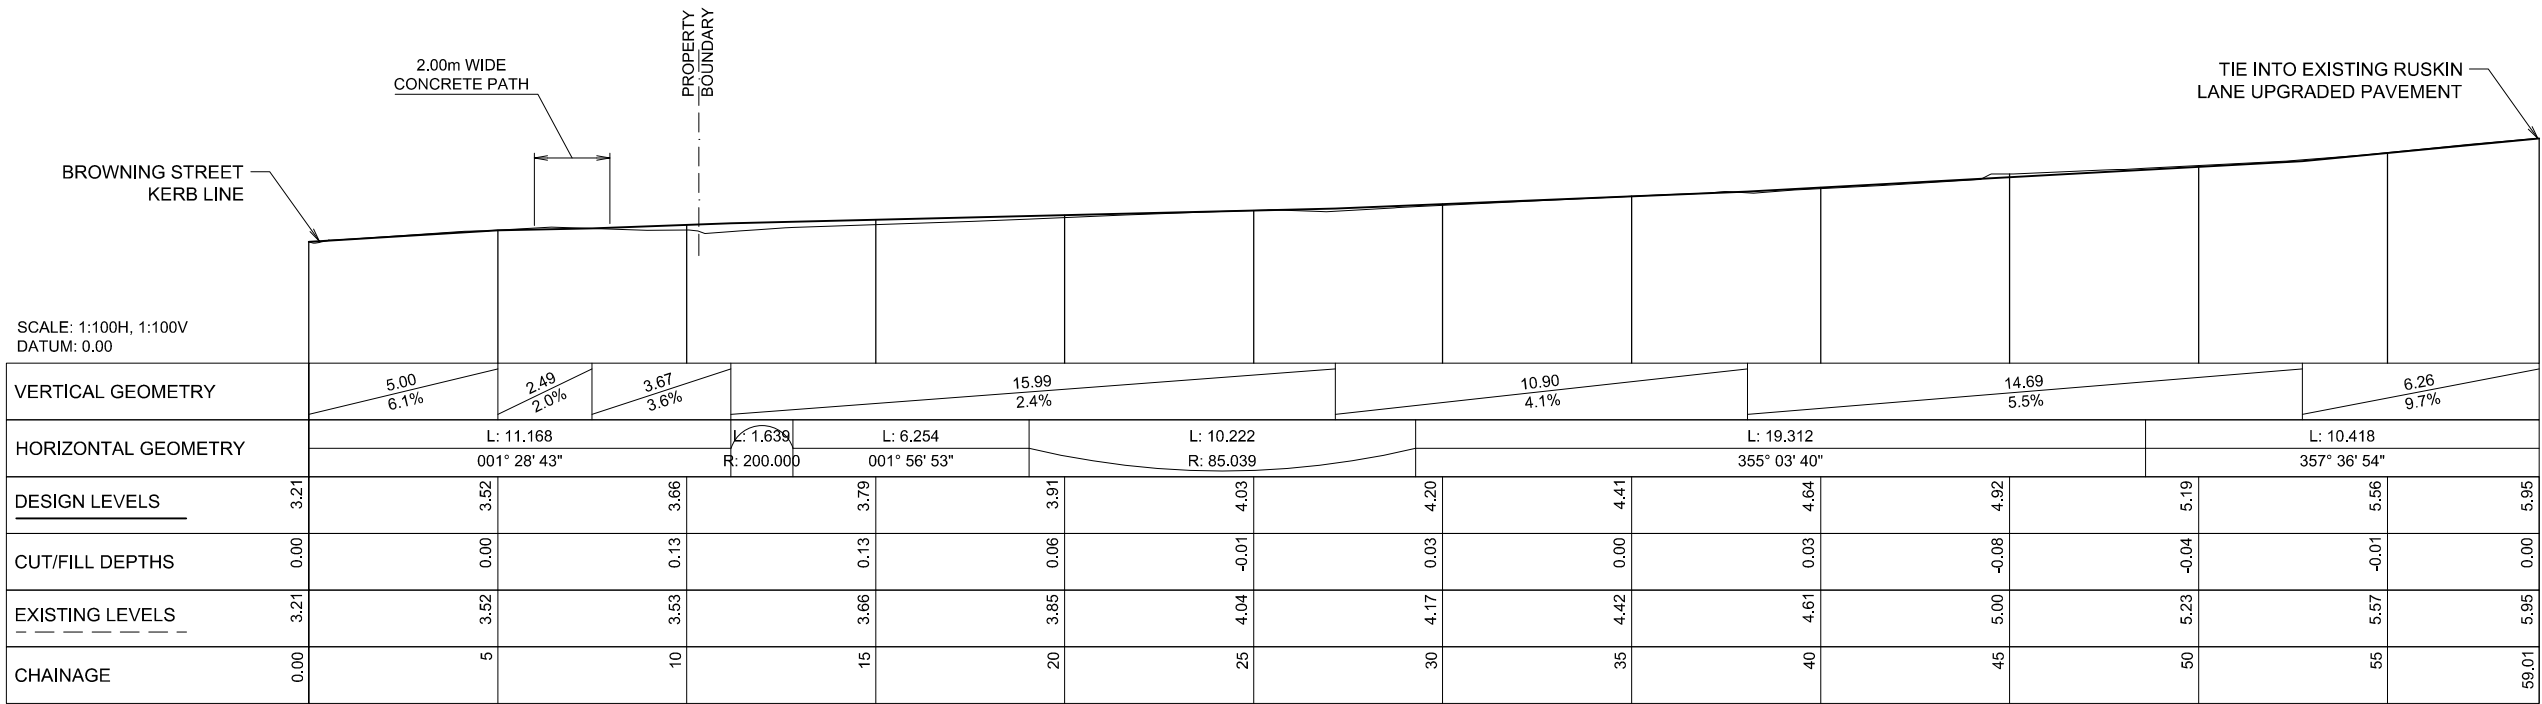 PROPERTY
BOUNDARY
2.00m WIDE
CONCRETE PATH
TIE INTO EXISTING RUSKIN
LANE UPGRADED PAVEMENT
BROWNING STREET
KERB LINE
SCALE: 1:100H, 1:100V
DATUM: 0.00
VERTICAL GEOMETRY
5.00 2.49 3.67 15.99 10.90 14.69 6.26
6.1% 2.0% 3.6% 2.4% 4.1% 5.5% 9.7%
HORIZONTAL GEOMETRY
L: 11.168 L: 1.639 L: 6.254 L: 10.222 L: 19.312 L: 10.418
001° 28' 43" R: 200.000 001° 56' 53" R: 85.039 355° 03' 40" 357° 36' 54"
DESIGN LEVELS 3.21 3.52 3.66 3.79 3.91 4.03 4.20 4.41 4.64 4.92 5.19 5.56 5.95
CUT/FILL DEPTHS 0.00 0.00 0.13 0.13 0.06 -0.01 0.03 0.00 0.03 -0.08 -0.04 -0.01 0.00
EXISTING LEVELS 3.21 3.52 3.53 3.66 3.85 4.04 4.17 4.42 4.61 5.00 5.23 5.57 5.95
CHAINAGE 0.00 5 10 15 20 25 30 35 40 45 50 55 59.01